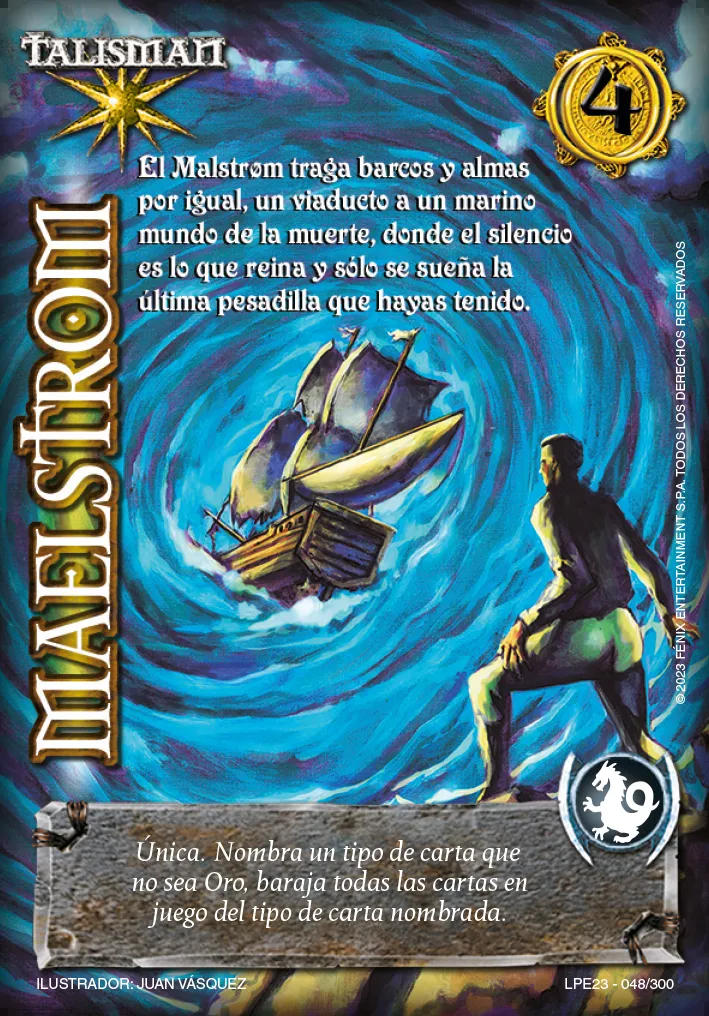 TALISMAN
4
El Malstrøm traga barcos y almas
por igual, un viaducto a un marino
mundo de la muerte, donde el silencio
es lo que reina y sólo se sueña la
última pesadilla que hayas tenido.
MAELSTROM
© 2023 FÉNIX ENTERTAINMENT S.P.A. TODOS LOS DERECHOS RESERVADOS
Única. Nombra un tipo de carta que
no sea Oro, baraja todas las cartas en
juego del tipo de carta nombrada.
ILUSTRADOR: JUAN VÁSQUEZ
LPE23 - 048/300